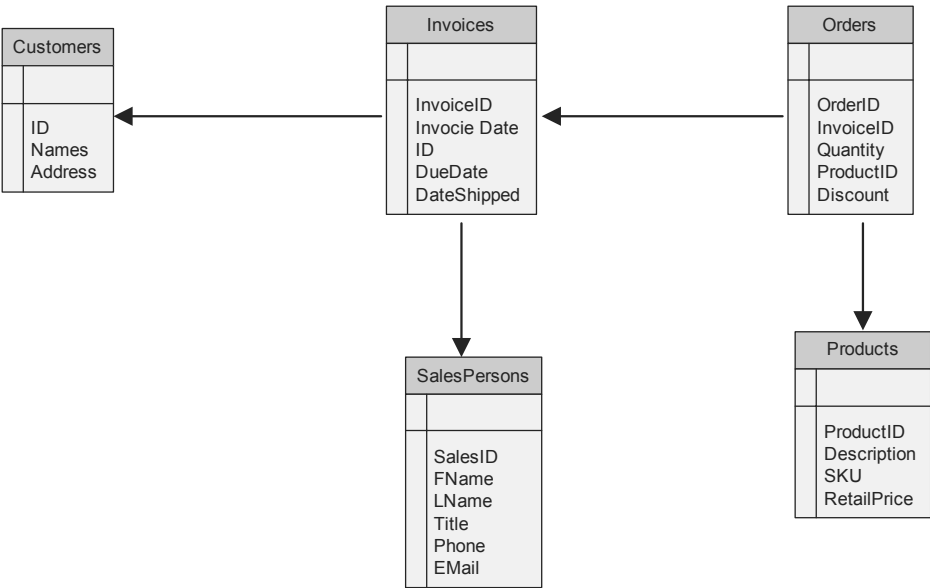 Customers
ID
Names
Address
Invoices
InvoiceID
Invocie Date
ID
DueDate
DateShipped
Orders
OrderID
InvoiceID
Quantity
ProductID
Discount
SalesPersons
SalesID
FName
LName
Title
Phone
EMail
Products
ProductID
Description
SKU
RetailPrice